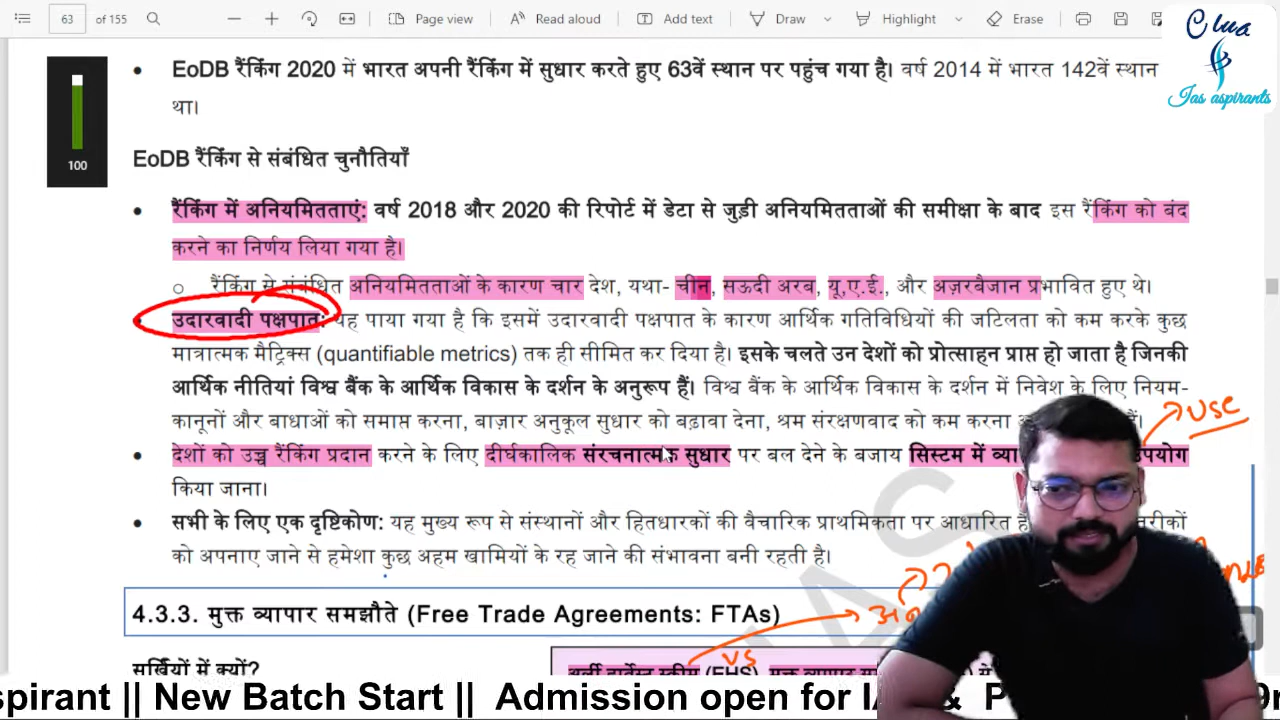 63 of 155 Page view Read aloud Add text Draw Highlight Erase
Clua
Ias aspirants
100
• EoDB रैंकिंग 2020 में भारत अपनी रैंकिंग में सुधार करते हुए 63वें स्थान पर पहुंच गया है। वर्ष 2014 में भारत 142वें स्थान
था।
EoDB रैंकिंग से संबंधित चुनौतियाँ
• रैंकिंग में अनियमितताएं: वर्ष 2018 और 2020 की रिपोर्ट में डेटा से जुड़ी अनियमितताओं की समीक्षा के बाद इस रैंकिंग को बंद
करने का निर्णय लिया गया है।
o रैंकिंग से संबंधित अनियमितताओं के कारण चार देश, यथा- चीन, सऊदी अरब, यू.ए.ई., और अज़रबैजान प्रभावित हुए थे।
• उदारवादी पक्षपात: यह पाया गया है कि इसमें उदारवादी पक्षपात के कारण आर्थिक गतिविधियों की जटिलता को कम करके कुछ
मात्रात्मक मैट्रिक्स (quantifiable metrics) तक ही सीमित कर दिया है। इसके चलते उन देशों को प्रोत्साहन प्राप्त हो जाता है जिनकी
आर्थिक नीतियां विश्व बैंक के आर्थिक विकास के दर्शन के अनुरूप हैं। विश्व बैंक के आर्थिक विकास के दर्शन में निवेश के लिए नियम-
कानूनों और बाधाओं को समाप्त करना, बाज़ार अनुकूल सुधार को बढ़ावा देना, श्रम संरक्षणवाद को कम करना
use
• देशों को उच्च रैंकिंग प्रदान करने के लिए दीर्घकालिक संरचनात्मक सुधार पर बल देने के बजाय सिस्टम में
किया जाना।
• सभी के लिए एक दृष्टिकोण: यह मुख्य रूप से संस्थानों और हितधारकों की वैचारिक प्राथमिकता पर आधारित
को अपनाए जाने से हमेशा कुछ अहम खामियों के रह जाने की संभावना बनी रहती है।
4.3.3. मुक्त व्यापार समझौते (Free Trade Agreements: FTAs)
vs
सुर्ख़ियों में क्यों?
अर्ली हार्वेस्ट स्कीम (EHS)
|| New Batch Start || Admission open for